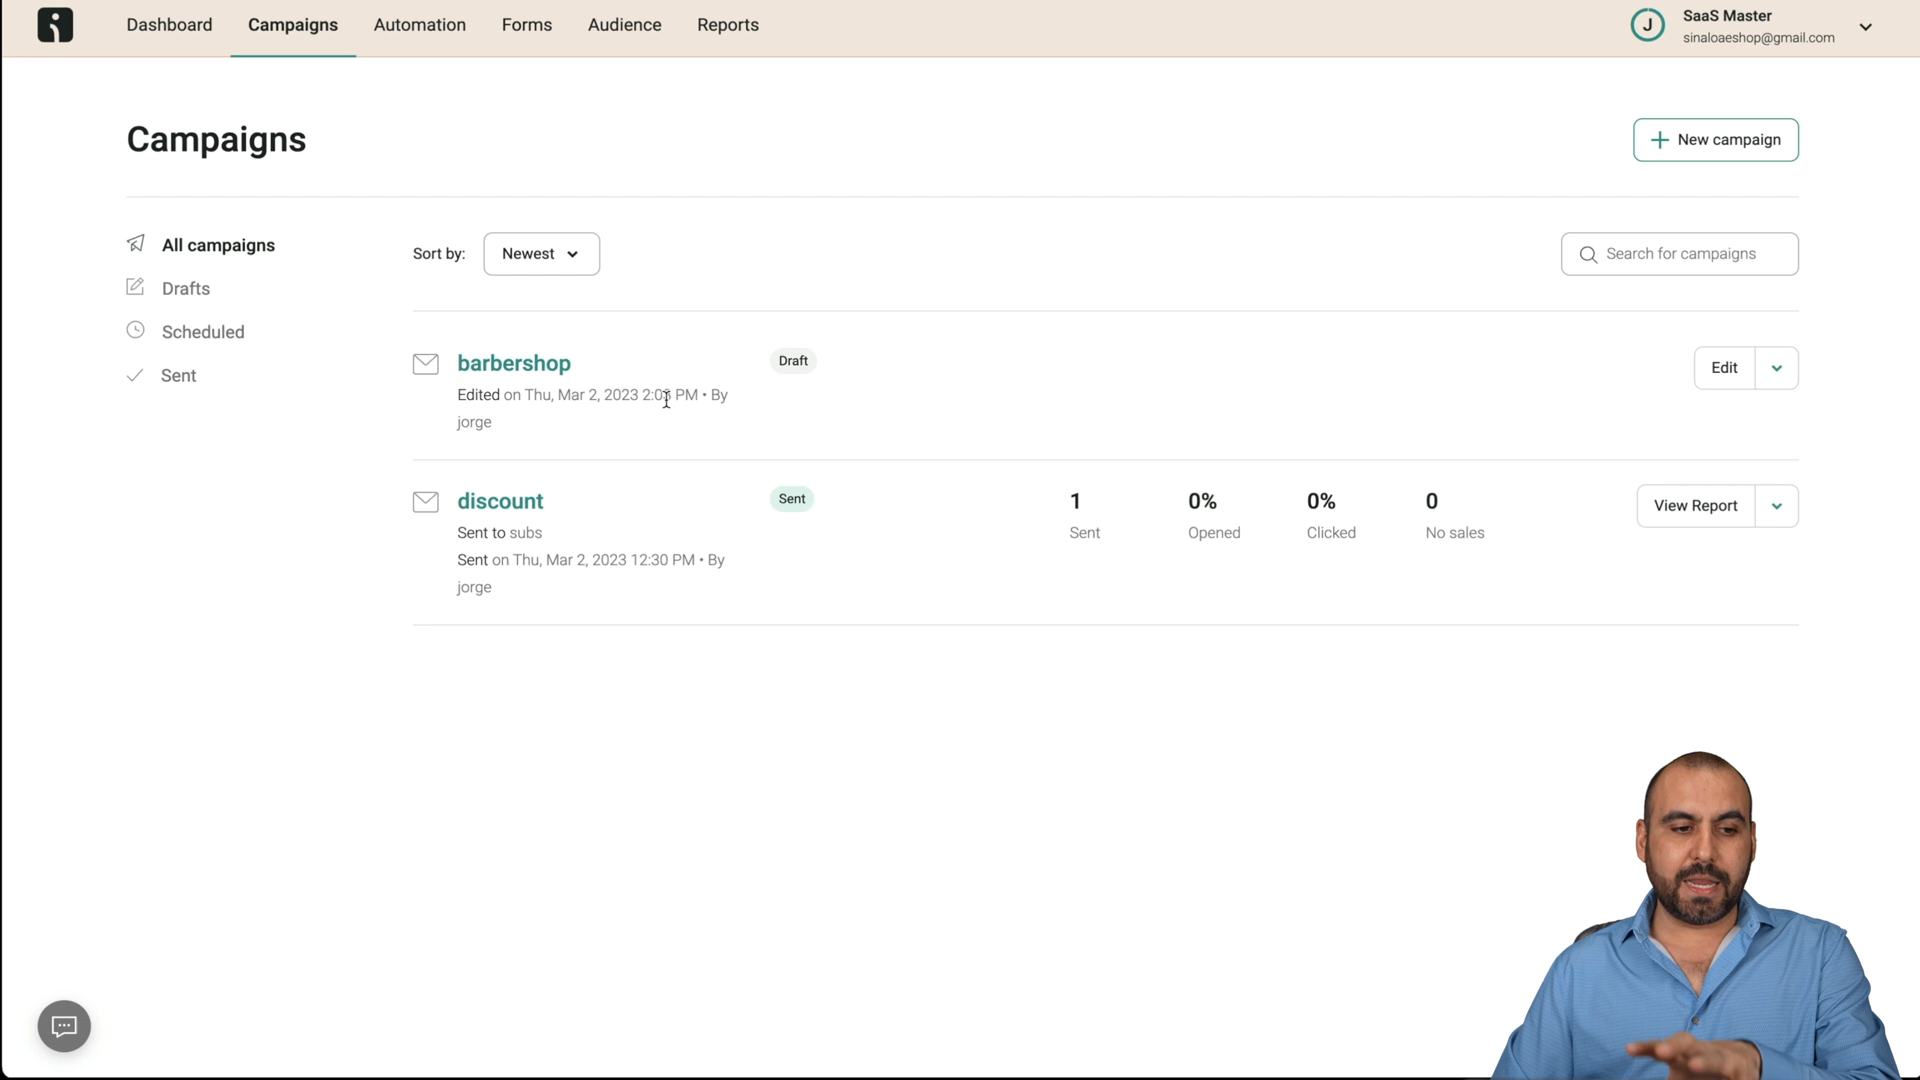 Dashboard Campaigns Automation Forms Audience Reports
J
SaaS Master
sinaloaeshop@gmail.com
Campaigns
New campaign
All campaigns
Drafts
Scheduled
Sent
Sort by: Newest
Search for campaigns
barbershop Draft
Edited on Thu, Mar 2, 2023 PM • By
jorge
Edit
discount Sent
Sent to subs
Sent on Thu, Mar 2, 2023 12:30 PM • By
jorge
1 0% 0% 0
Sent Opened Clicked No sales
View Report